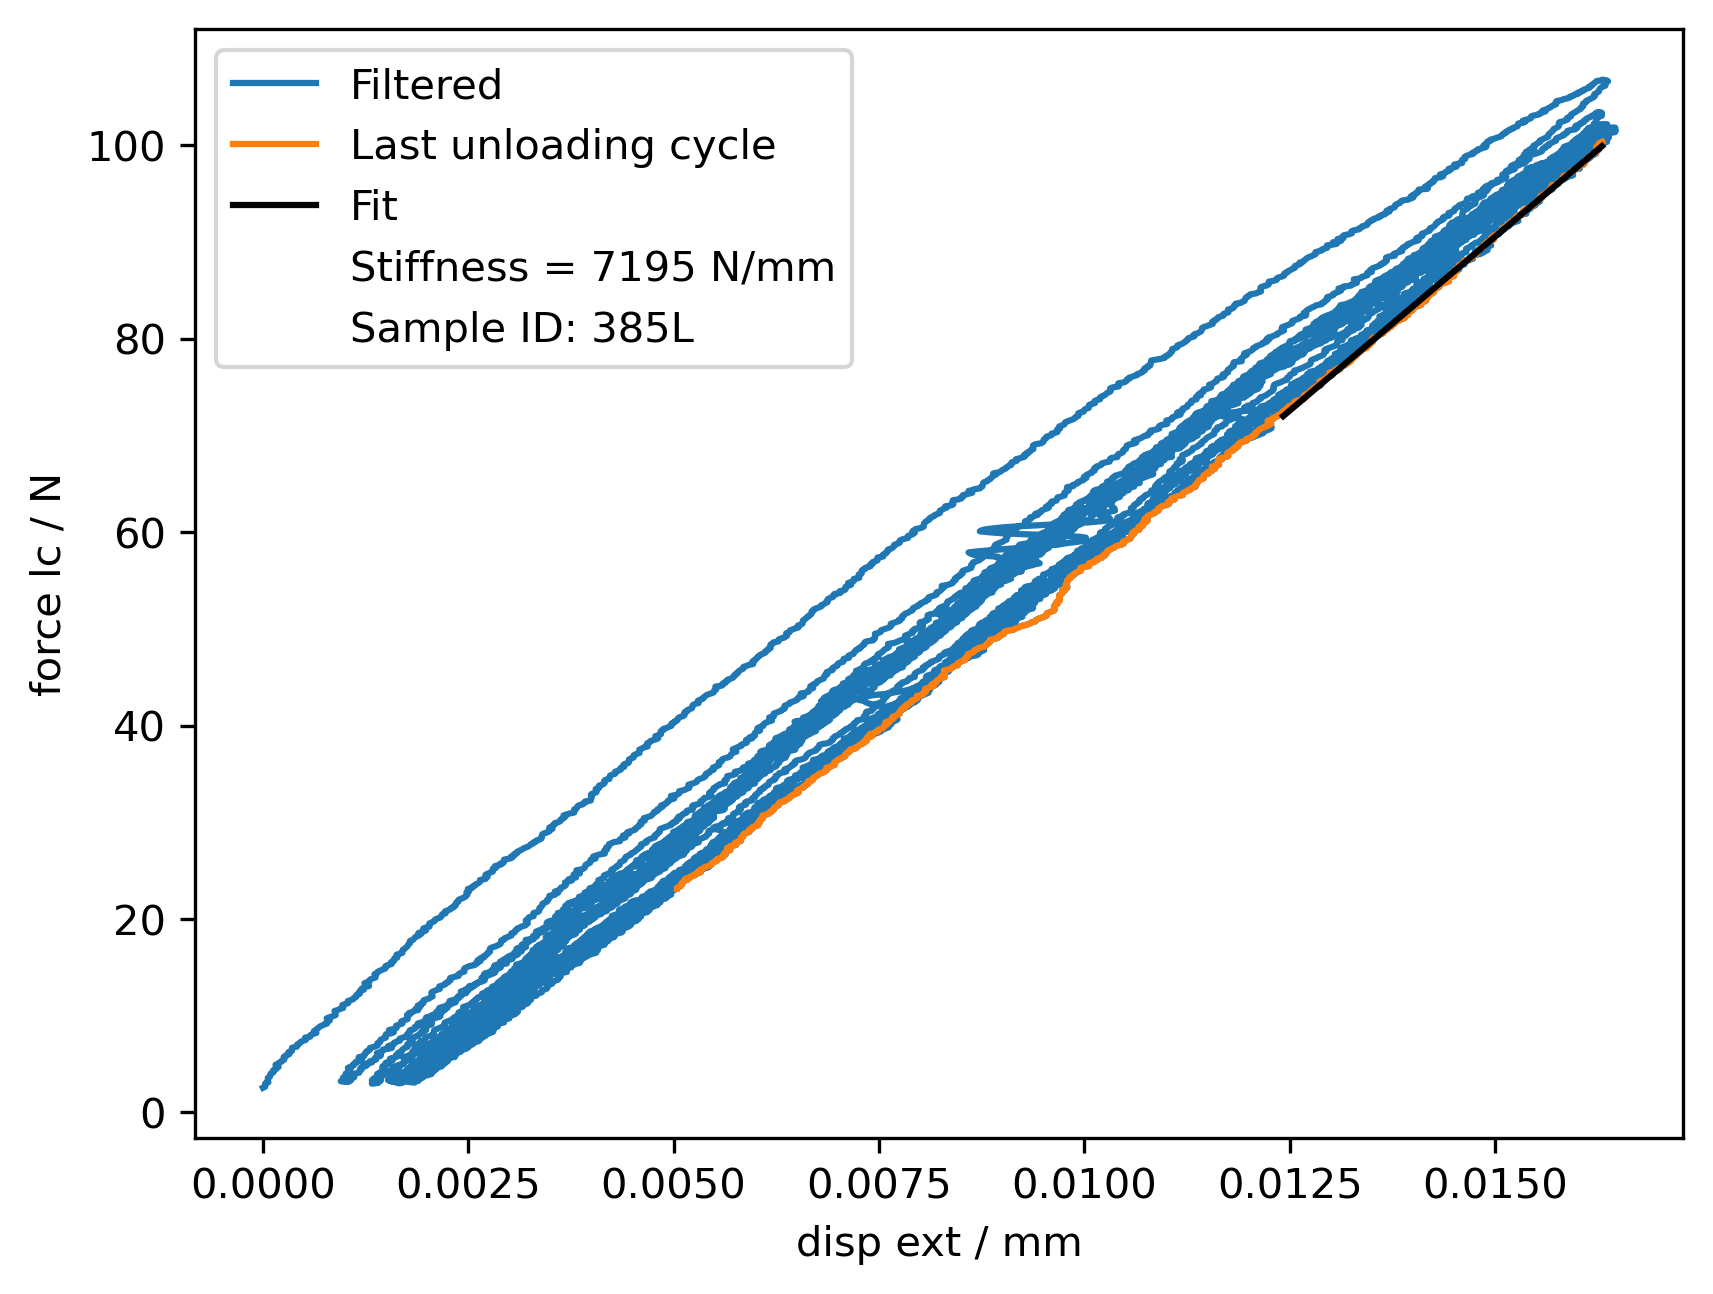 Filtered
Last unloading cycle
Fit
Stiffness = 7195 N/mm
Sample ID: 385L
100
80
60
40
20
0
force lc / N
0.0000 0.0025 0.0050 0.0075 0.0100 0.0125 0.0150
disp ext / mm